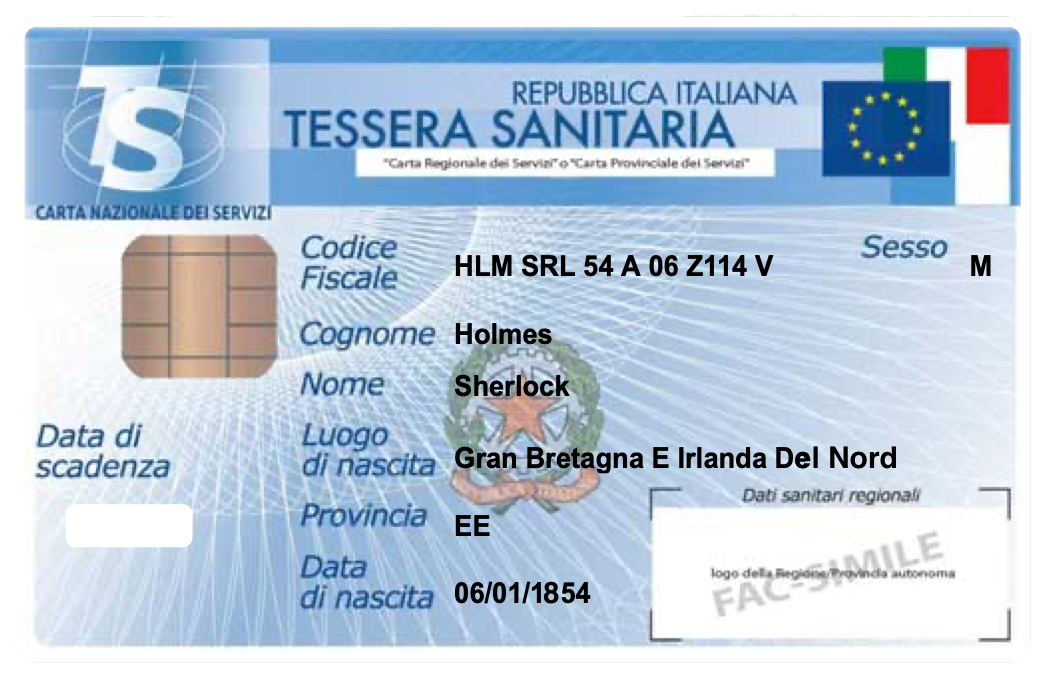 TS
REPUBBLICA ITALIANA
TESSERA SANITARIA
"Carta Regionale dei Servizi" o "Carta Provinciale dei Servizi"
CARTA NAZIONALE DEI SERVIZI
Codice
Fiscale
HLM SRL 54 A 06 Z114 V
Sesso
M
Cognome
Holmes
Nome
Sherlock
Data di
scadenza
Luogo
di nascita
Gran Bretagna E Irlanda Del Nord
Provincia
EE
Data
di nascita
06/01/1854
Dati sanitari regionali
logo della Regione/Provincia autonoma
FAC-SIMILE